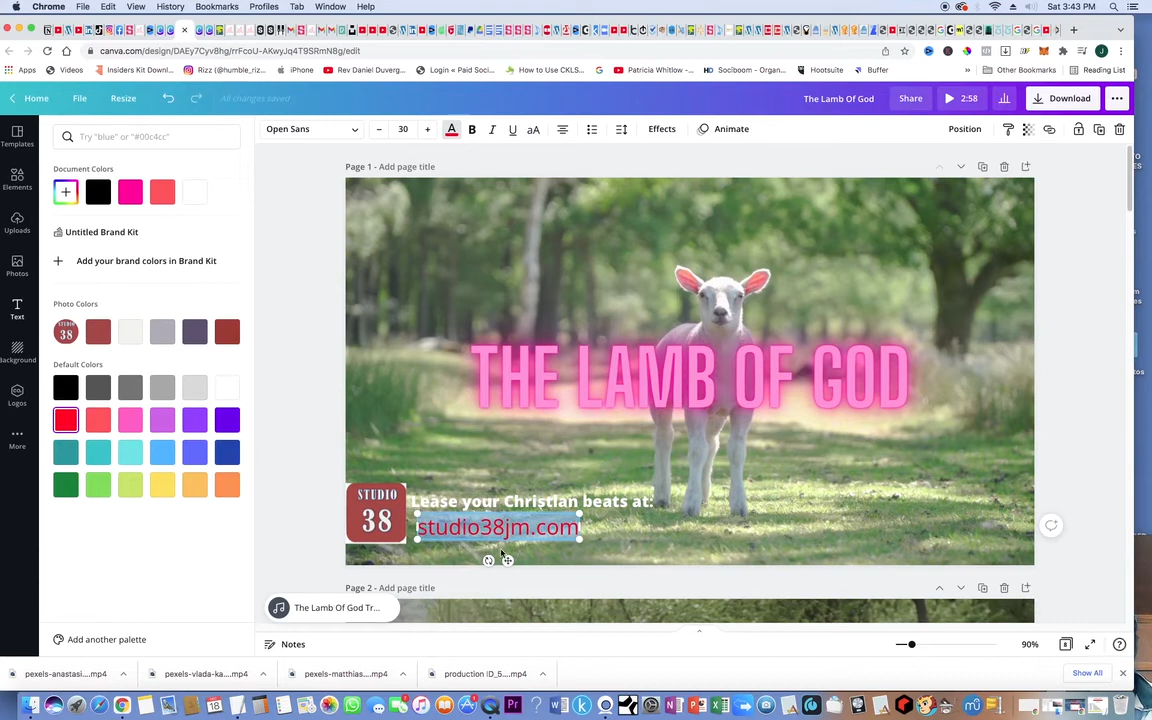 Chrome File Edit View History Bookmarks Profiles Tab Window Help Sat 3:43 PM
canva.com/design/DAEy7Cyv8hg/rrFcoU-AKwyJq4T9SRmN8g/edit
Apps Videos Insiders Kit Downl... Rizz (@humble_riz... iPhone Rev Daniel Duverg... Login « Paid Soci... How to Use CKLS... Patricia Whitlow -... HD Sociboom - Organ... Hootsuite Buffer » Other Bookmarks Reading List
Home File Resize All changes saved The Lamb Of God Share 2:58 Download
Try "blue" or "#00c4cc" Open Sans 30 A B I U aA Effects Animate Position
Templates
Elements
Uploads
Photos
Text
Background
Logos
More
Document Colors
Untitled Brand Kit
Add your brand colors in Brand Kit
Photo Colors
STUDIO
38
Default Colors
Add another palette
Page 1 - Add page title
THE LAMB OF GOD
STUDIO
38
Lease your Christian beats at:
studio38jm.com
Page 2 - Add page title
The Lamb Of God Tr...
Notes 90% 8
pexels-anastasi....mp4 pexels-vlada-ka....mp4 pexels-matthias....mp4 production ID_5....mp4 Show All